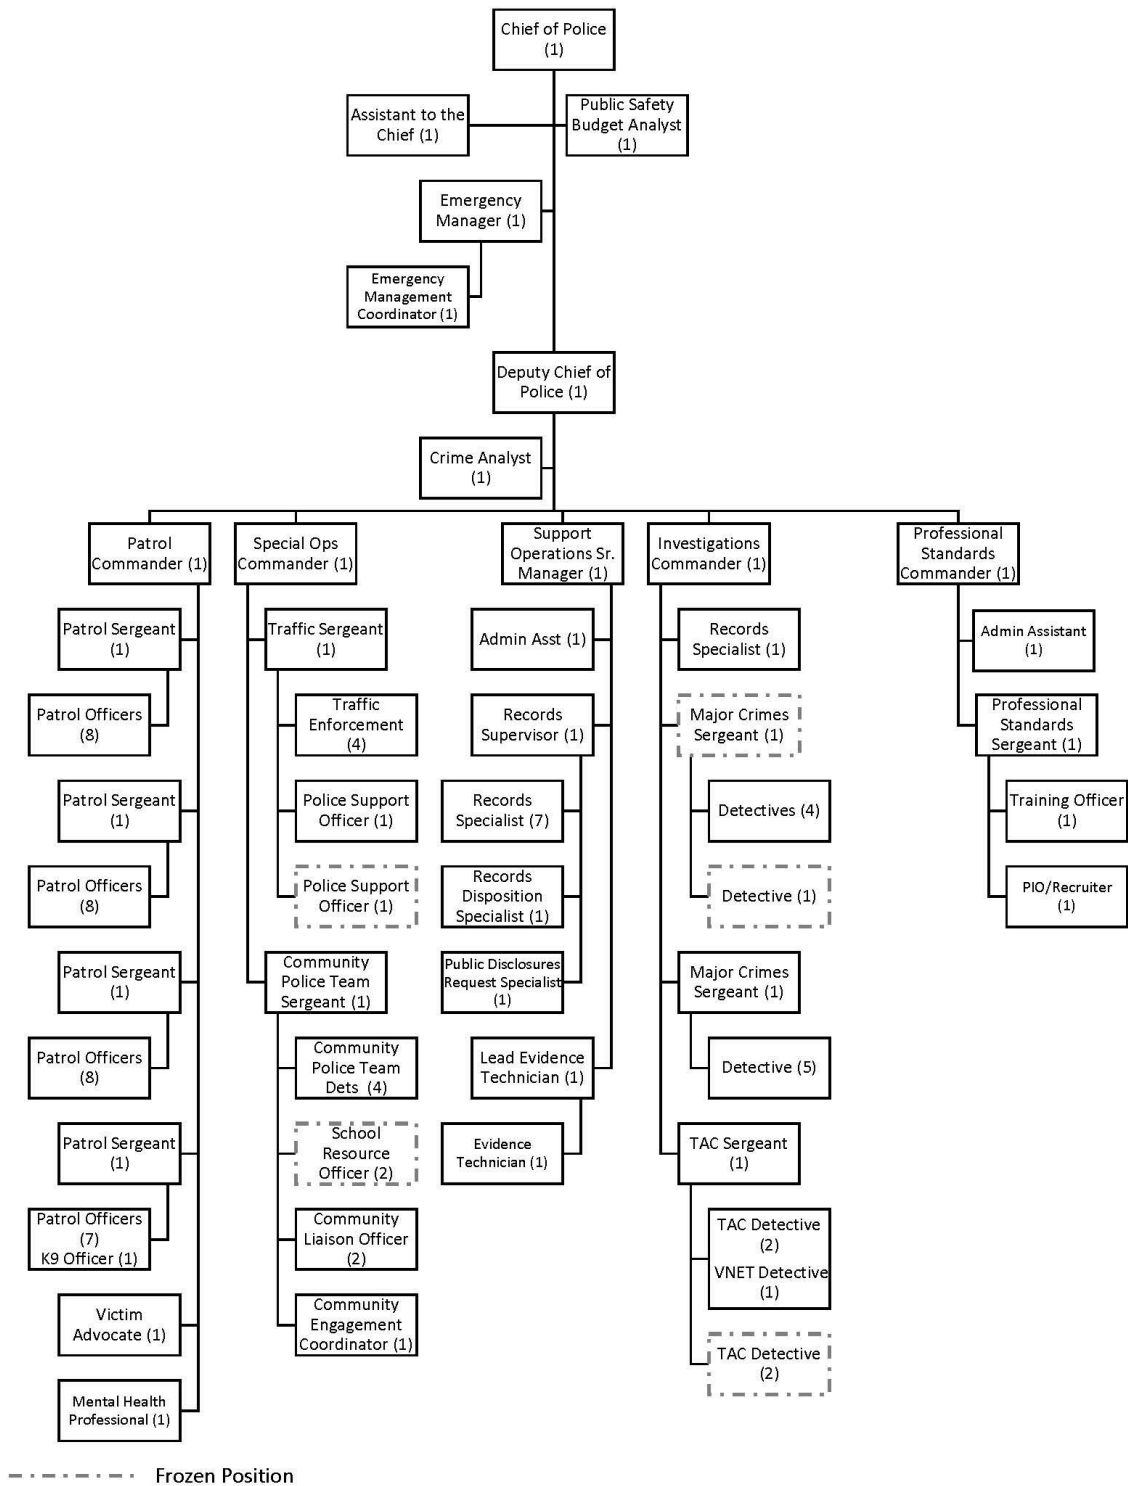 Chief of Police
(1)
Assistant to the
Chief (1)
Public Safety
Budget Analyst
(1)
Emergency
Manager (1)
Emergency
Management
Coordinator (1)
Deputy Chief of
Police (1)
Crime Analyst
(1)
Patrol
Commander (1)
Patrol Sergeant
(1)
Patrol Officers
(8)
Patrol Sergeant
(1)
Patrol Officers
(8)
Patrol Sergeant
(1)
Patrol Officers
(8)
Patrol Sergeant
(1)
Patrol Officers
(7)
K9 Officer (1)
Victim
Advocate (1)
Mental Health
Professional (1)
Special Ops
Commander (1)
Traffic Sergeant
(1)
Traffic
Enforcement
(4)
Police Support
Officer (1)
Police Support
Officer (1)
Community
Police Team
Sergeant (1)
Community
Police Team
Dets (4)
School
Resource
Officer (2)
Community
Liaison Officer
(2)
Community
Engagement
Coordinator (1)
Support
Operations Sr.
Manager (1)
Admin Asst (1)
Records
Supervisor (1)
Records
Specialist (7)
Records
Disposition
Specialist (1)
Public Disclosures
Request Specialist
(1)
Lead Evidence
Technician (1)
Evidence
Technician (1)
Investigations
Commander (1)
Records
Specialist (1)
Major Crimes
Sergeant (1)
Detectives (4)
Detective (1)
Major Crimes
Sergeant (1)
Detective (5)
TAC Sergeant
(1)
TAC Detective
(2)
VNET Detective
(1)
TAC Detective
(2)
Professional
Standards
Commander (1)
Admin Assistant
(1)
Professional
Standards
Sergeant (1)
Training Officer
(1)
PIO/Recruiter
(1)
Frozen Position